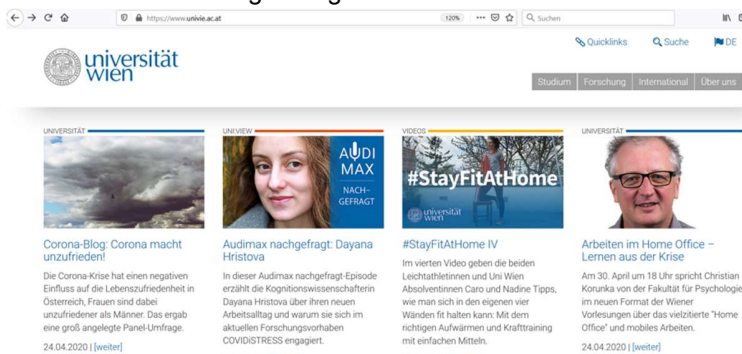 https://www.univie.ac.at
120%
Suchen
universität
wien
Quicklinks
Suche
DE
Studium
Forschung
International
Über uns
UNIVERSITÄT
Corona-Blog: Corona macht
unzufrieden!
Die Corona-Krise hat einen negativen
Einfluss auf die Lebenszufriedenheit in
Österreich, Frauen sind dabei
unzufriedener als Männer. Das ergab
eine groß angelegte Panel-Umfrage.
24.04.2020 | [weiter]
UNIVIEW
AUDI
MAX
NACH-
GEFRAGT
Audimax nachgefragt: Dayana
Hristova
In dieser Audimax nachgefragt-Episode
erzählt die Kognitionswissenschafterin
Dayana Hristova über ihren neuen
Arbeitsalltag und warum sie sich im
aktuellen Forschungsvorhaben
COVIDiSTRESS engagiert.
VIDEOS
#StayFitAtHome
universität
wien
#StayFitAtHome IV
Im vierten Video geben die beiden
Leichtathletinnen und Uni Wien
Absolventinnen Caro und Nadine Tipps,
wie man sich in den eigenen vier
Wänden fit halten kann: Mit dem
richtigen Aufwärmen und Krafttraining
mit einfachen Mitteln.
UNIVERSITÄT
Arbeiten im Home Office –
Lernen aus der Krise
Am 30. April um 18 Uhr spricht Christian
Korunka von der Fakultät für Psychologie
im neuen Format der Wiener
Vorlesungen über das vielzitierte "Home
Office" und mobiles Arbeiten.
24.04.2020 | [weiter]